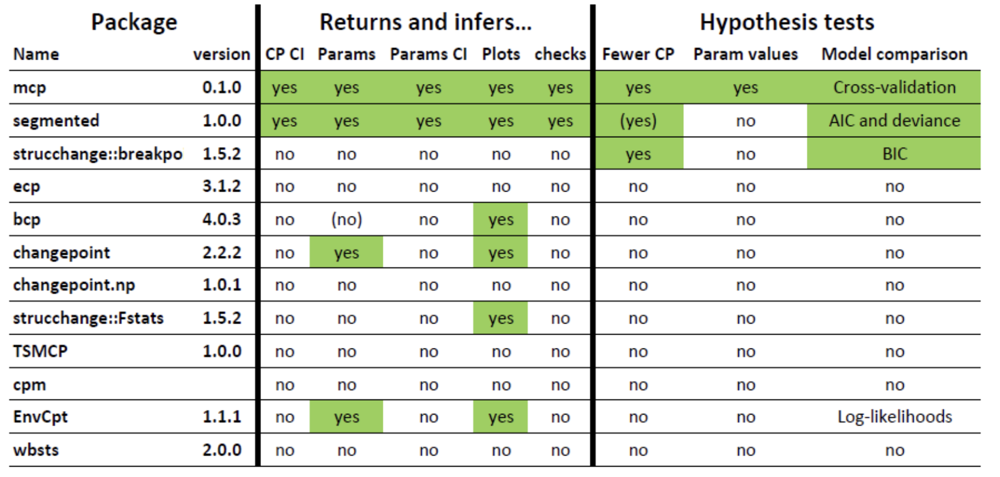 Package Returns and infers... Hypothesis tests
Name version CP CI Params Params CI Plots checks Fewer CP Param values Model comparison
mcp 0.1.0 yes yes yes yes yes yes yes Cross-validation
segmented 1.0.0 yes yes yes yes yes (yes) no AIC and deviance
strucchange::breakpo 1.5.2 no no no no no yes no BIC
ecp 3.1.2 no no no no no no no no
bcp 4.0.3 no (no) no yes no no no no
changepoint 2.2.2 no yes no yes no no no no
changepoint.np 1.0.1 no no no no no no no no
strucchange::Fstats 1.5.2 no no no yes no no no no
TSMCP 1.0.0 no no no no no no no no
cpm no no no no no no no no
EnvCpt 1.1.1 no yes no yes no no no Log-likelihoods
wbsts 2.0.0 no no no no no no no no